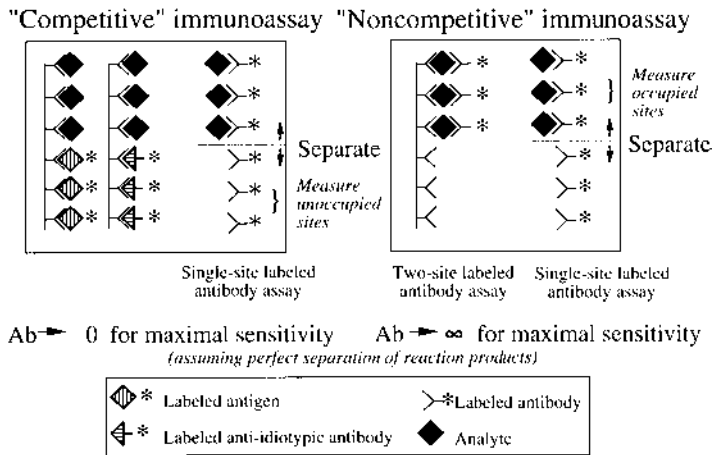 "Competitive" immunoassay
"Noncompetitive" immunoassay
Separate
Measure
unoccupied
sites
Single-site labeled
antibody assay
Measure
occupied
sites
Separate
Two-site labeled
antibody assay
Single-site labeled
antibody assay
Ab → 0 for maximal sensitivity
Ab → ∞ for maximal sensitivity
(assuming perfect separation of reaction products)
* Labeled antigen
* Labeled antibody
* Labeled anti-idiotypic antibody
Analyte